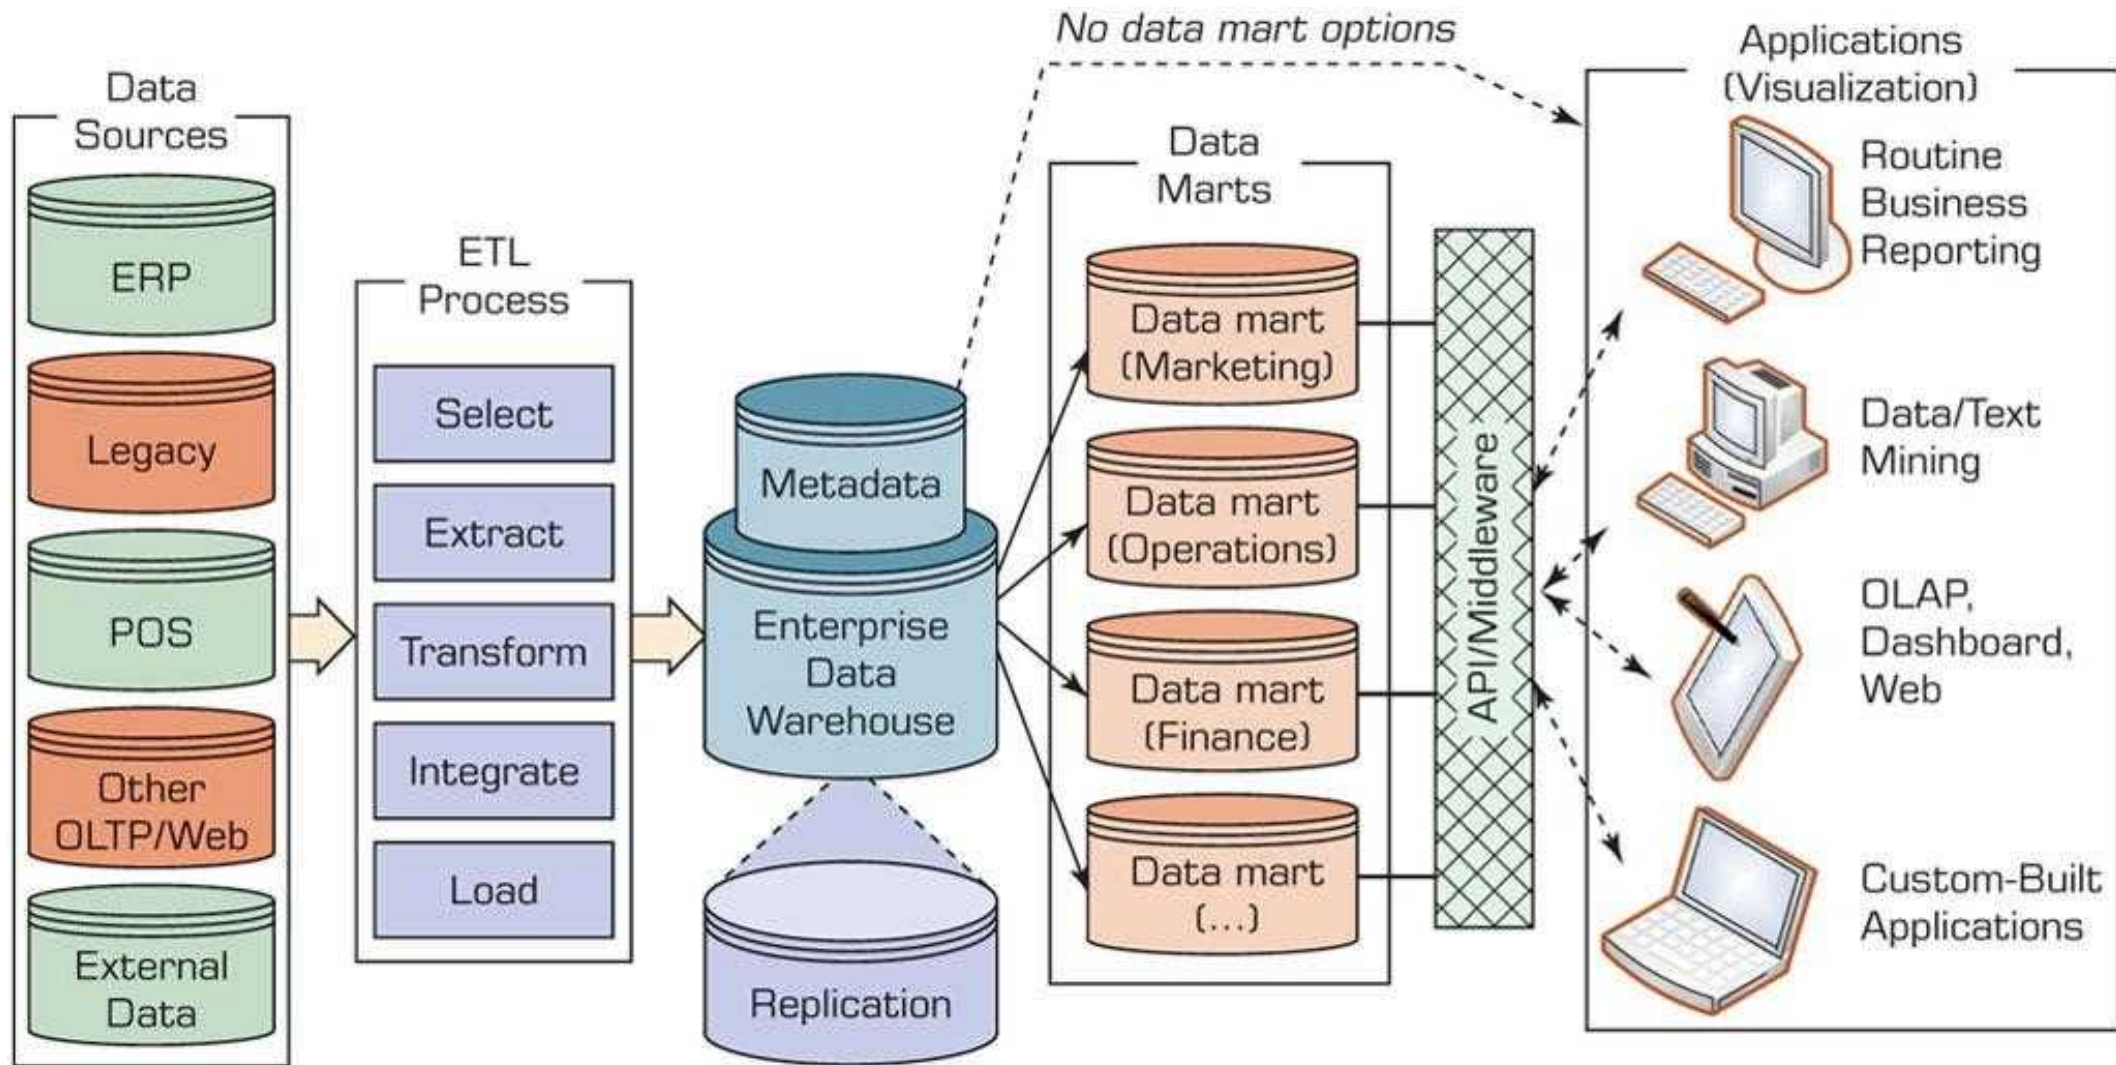 No data mart options
Data
Sources
ERP
Legacy
POS
Other
OLTP/Web
External
Data
ETL
Process
Select
Extract
Transform
Integrate
Load
Metadata
Enterprise
Data
Warehouse
Replication
Data
Marts
Data mart
(Marketing)
Data mart
(Operations)
Data mart
(Finance)
Data mart
(...)
API/Middleware
Applications
(Visualization)
Routine
Business
Reporting
Data/Text
Mining
OLAP,
Dashboard,
Web
Custom-Built
Applications